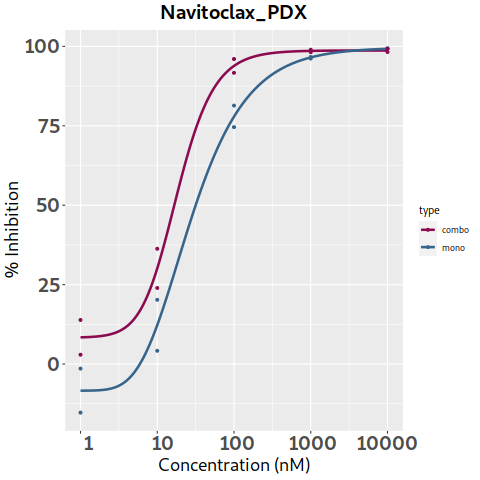 Navitoclax_PDX
% Inhibition
100
75
50
25
0
1 10 100 1000 10000
Concentration (nM)
type
combo
mono